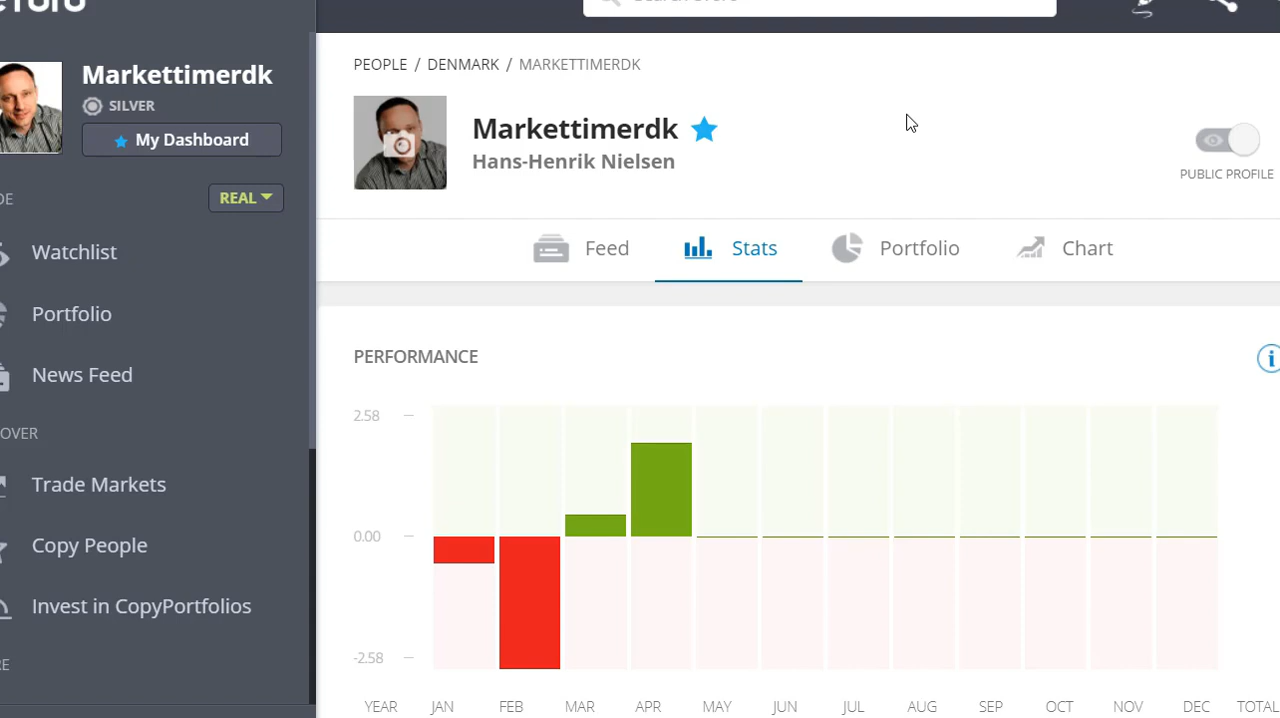 Markettimerdk
SILVER
My Dashboard
REAL
Watchlist
Portfolio
News Feed
Trade Markets
Copy People
Invest in CopyPortfolios
PEOPLE / DENMARK / MARKETTIMERDK
Markettimerdk
Hans-Henrik Nielsen
PUBLIC PROFILE
Feed
Stats
Portfolio
Chart
PERFORMANCE
2.58
0.00
-2.58
YEAR JAN FEB MAR APR MAY JUN JUL AUG SEP OCT NOV DEC TOTAL